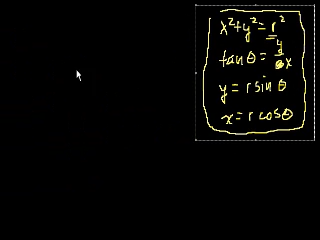 x² + y² = r²
tan θ = y/x
y = r sin θ
x = r cos θ